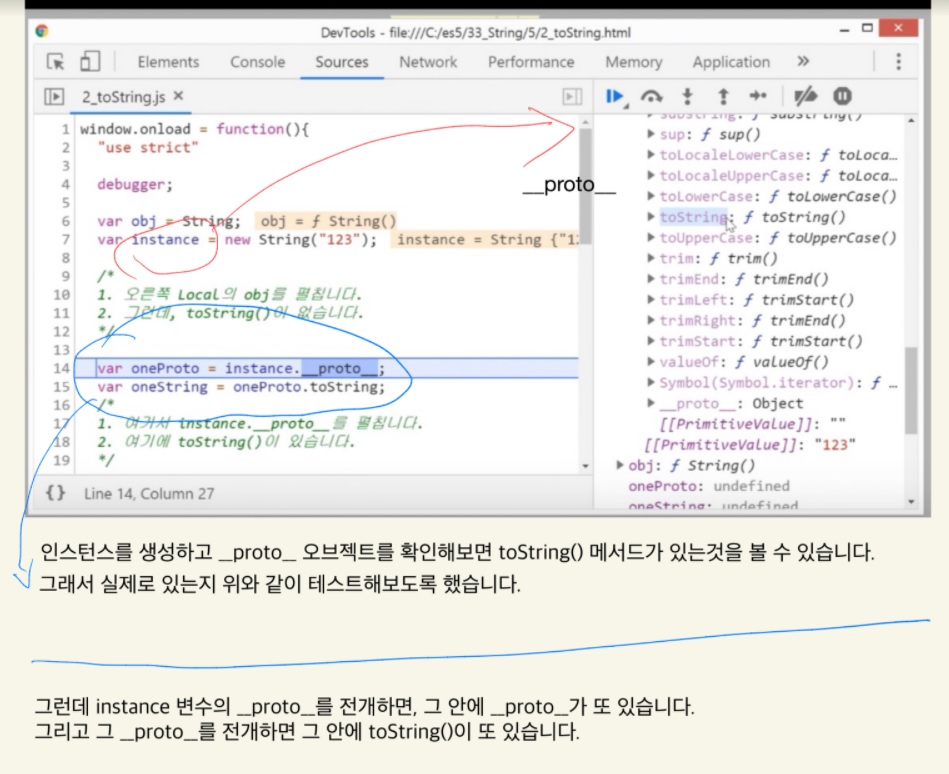 DevTools - file:///C:/es5/33_String/5/2_toString.html
Elements Console Sources Network Performance Memory Application »
2_toString.js ×
1 window.onload = function(){
2 "use strict"
3
4 debugger;
5
6 var obj = String; obj = ƒ String()
7 var instance = new String("123"); instance = String {"12
8
9 /*
10 1. 오른쪽 Local의 obj를 펼칩니다.
11 2. 그런데, toString()이 없습니다.
12 */
13
14 var oneProto = instance.__proto__;
15 var oneString = oneProto.toString;
16 /*
17 1. 여기서 instance.__proto__를 펼칩니다.
18 2. 여기에 toString()이 있습니다.
19 */
{} Line 14, Column 27
__proto__
substring: ƒ substring()
sup: ƒ sup()
toLocaleLowerCase: ƒ toLoca…
toLocaleUpperCase: ƒ toLoca…
toLowerCase: ƒ toLowerCase()
toString: ƒ toString()
toUpperCase: ƒ toUpperCase()
trim: ƒ trim()
trimEnd: ƒ trimEnd()
trimLeft: ƒ trimStart()
trimRight: ƒ trimEnd()
trimStart: ƒ trimStart()
valueOf: ƒ valueOf()
Symbol(Symbol.iterator): ƒ …
__proto__: Object
[[PrimitiveValue]]: ""
[[PrimitiveValue]]: "123"
obj: ƒ String()
oneProto: undefined
oneString: undefined
인스턴스를 생성하고 __proto__ 오브젝트를 확인해보면 toString() 메서드가 있는것을 볼 수 있습니다.
그래서 실제로 있는지 위와 같이 테스트해보도록 했습니다.
그런데 instance 변수의 __proto__를 전개하면, 그 안에 __proto__가 또 있습니다.
그리고 그 __proto__를 전개하면 그 안에 toString()이 또 있습니다.